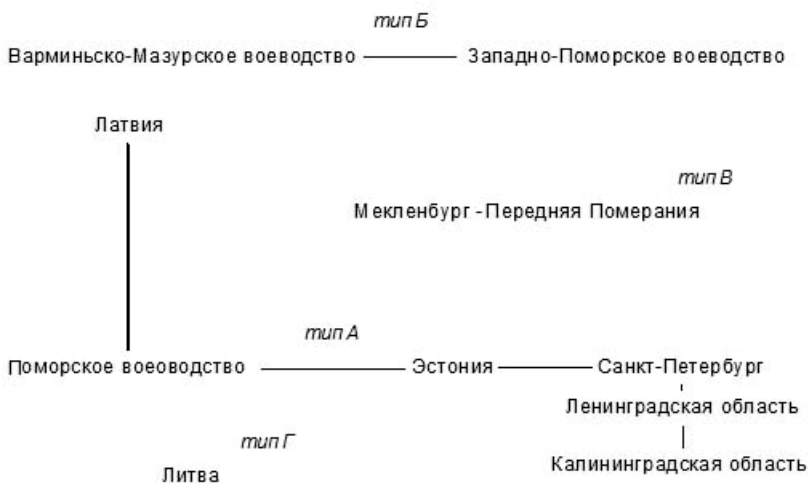 тип Б
Варминьско-Мазурское воеводство Западно-Поморское воеводство
Латвия
тип В
Мекленбург - Передняя Померания
тип А
Поморское воеоводство Эстония Санкт-Петербург
Ленинградская область
тип Г
Калининградская область
Литва